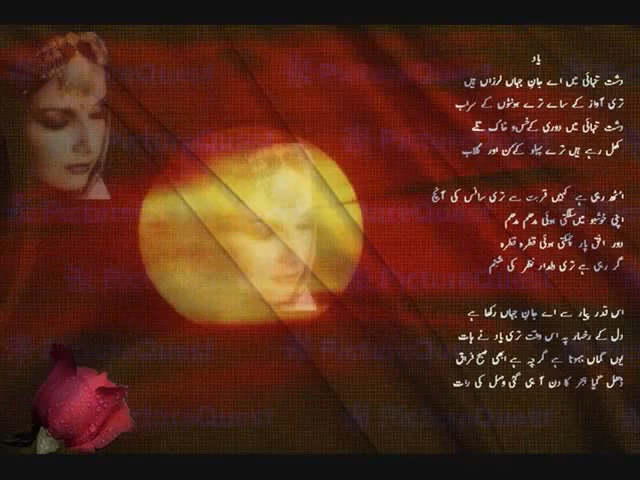 یاد
دشت تنہائی میں اے جانِ جہاں لرزاں ہیں
تری آواز کے سائے ترے ہونٹوں کے سراب
دشت تنہائی میں دوری کے خس و خاک تلے
کھل رہے ہیں ترے پہلو کے سمن اور گلاب
اٹھ رہی ہے کہیں قربت سے تری سانس کی آنچ
اپنی خوشبو میں سلگتی ہوئی مدھم مدھم
دور افق پار چمکتی ہوئی قطرہ قطرہ
گر رہی ہے تری دلدار نظر کی شبنم
اس قدر پیار سے اے جانِ جہاں رکھا ہے
دل کے رخسار پہ اس وقت تری یاد نے ہات
یوں گماں ہوتا ہے گرچہ ہے ابھی صبح فراق
ڈھل گیا ہجر کا دن آ بھی گئی وصل کی رات